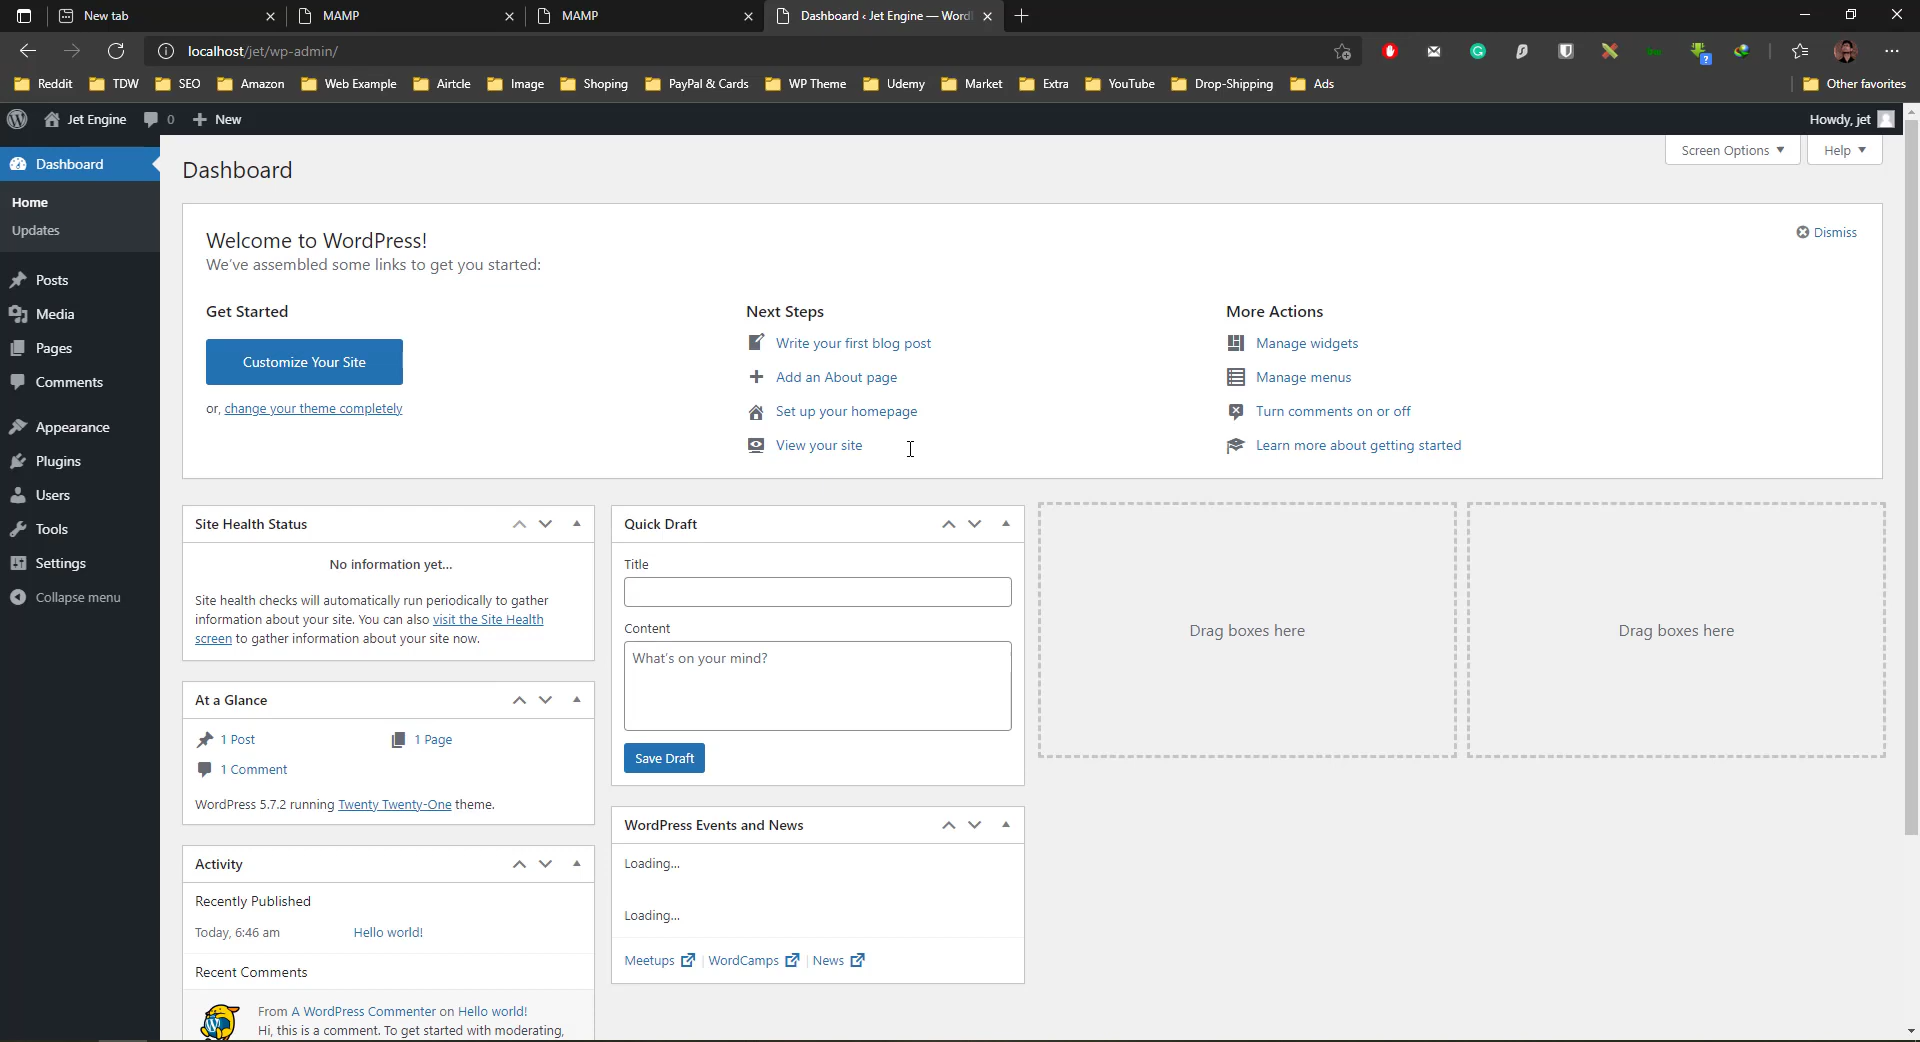 New tab
MAMP
MAMP
Dashboard ‹ Jet Engine — Word
localhost/jet/wp-admin/
Reddit
TDW
SEO
Amazon
Web Example
Airtcle
Image
Shoping
PayPal & Cards
WP Theme
Udemy
Market
Extra
YouTube
Drop-Shipping
Ads
Other favorites
Jet Engine
0
New
Howdy, jet
Dashboard
Home
Updates
Posts
Media
Pages
Comments
Appearance
Plugins
Users
Tools
Settings
Collapse menu
Dashboard
Screen Options
Help
Welcome to WordPress!
We've assembled some links to get you started:
Dismiss
Get Started
Customize Your Site
or, change your theme completely
Next Steps
Write your first blog post
Add an About page
Set up your homepage
View your site
More Actions
Manage widgets
Manage menus
Turn comments on or off
Learn more about getting started
Site Health Status
No information yet...
Site health checks will automatically run periodically to gather
information about your site. You can also visit the Site Health
screen to gather information about your site now.
At a Glance
1 Post
1 Page
1 Comment
WordPress 5.7.2 running Twenty Twenty-One theme.
Activity
Recently Published
Today, 6:46 am
Hello world!
Recent Comments
From A WordPress Commenter on Hello world!
Hi, this is a comment. To get started with moderating,
Quick Draft
Title
Content
What's on your mind?
Save Draft
WordPress Events and News
Loading...
Loading...
Meetups
WordCamps
News
Drag boxes here
Drag boxes here